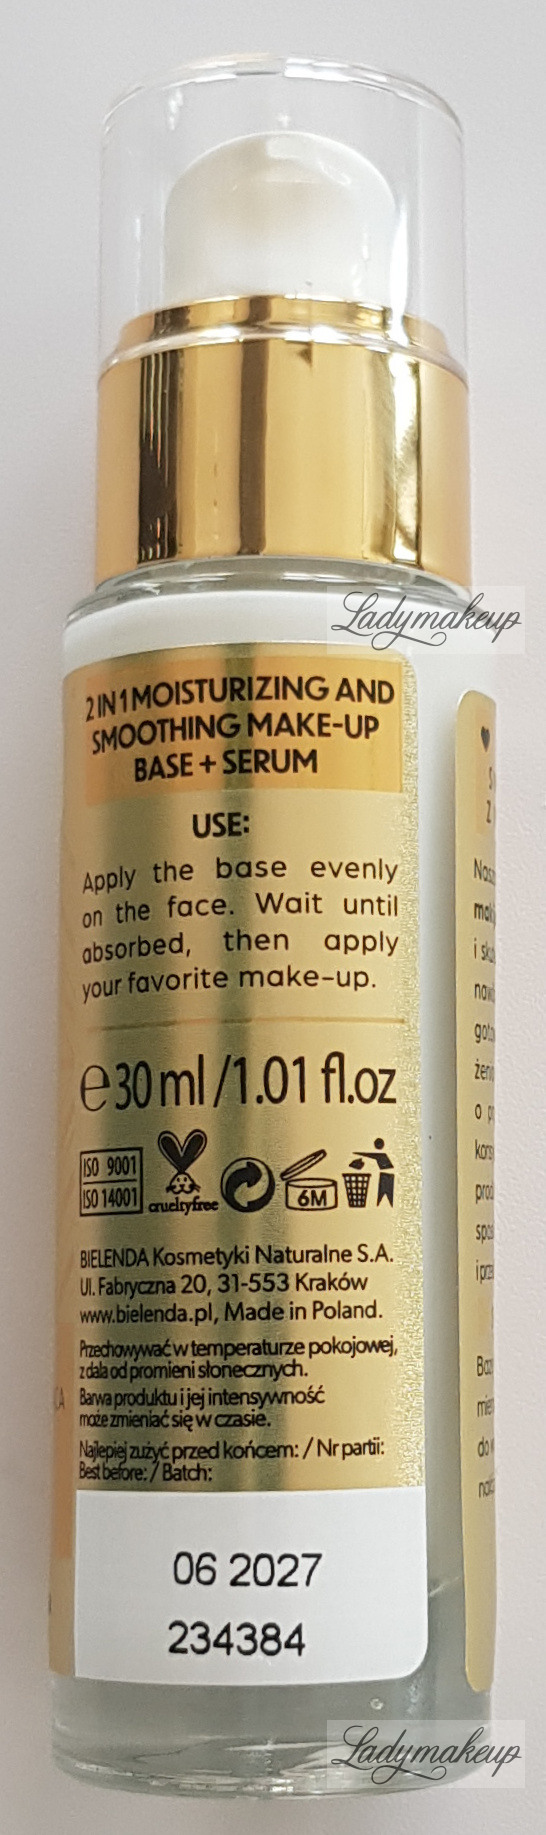 Ladymakeup
2 IN 1 MOISTURIZING AND
SMOOTHING MAKE-UP
BASE + SERUM
USE:
Apply the base evenly
on the face. Wait until
absorbed, then apply
your favorite make-up.
℮30 ml /1.01 fl.oz
ISO 9001
ISO 14001
crueltyfree
6M
BIELENDA Kosmetyki Naturalne S.A.
Ul. Fabryczna 20, 31-553 Kraków
www.bielenda.pl, Made in Poland.
Przechowywać w temperaturze pokojowej,
z dala od promieni słonecznych.
Barwa produktu i jej intensywność
może zmieniać się w czasie.
Najlepiej zużyć przed końcem: / Nr partii:
Best before: / Batch:
06 2027
234384
Ladymakeup